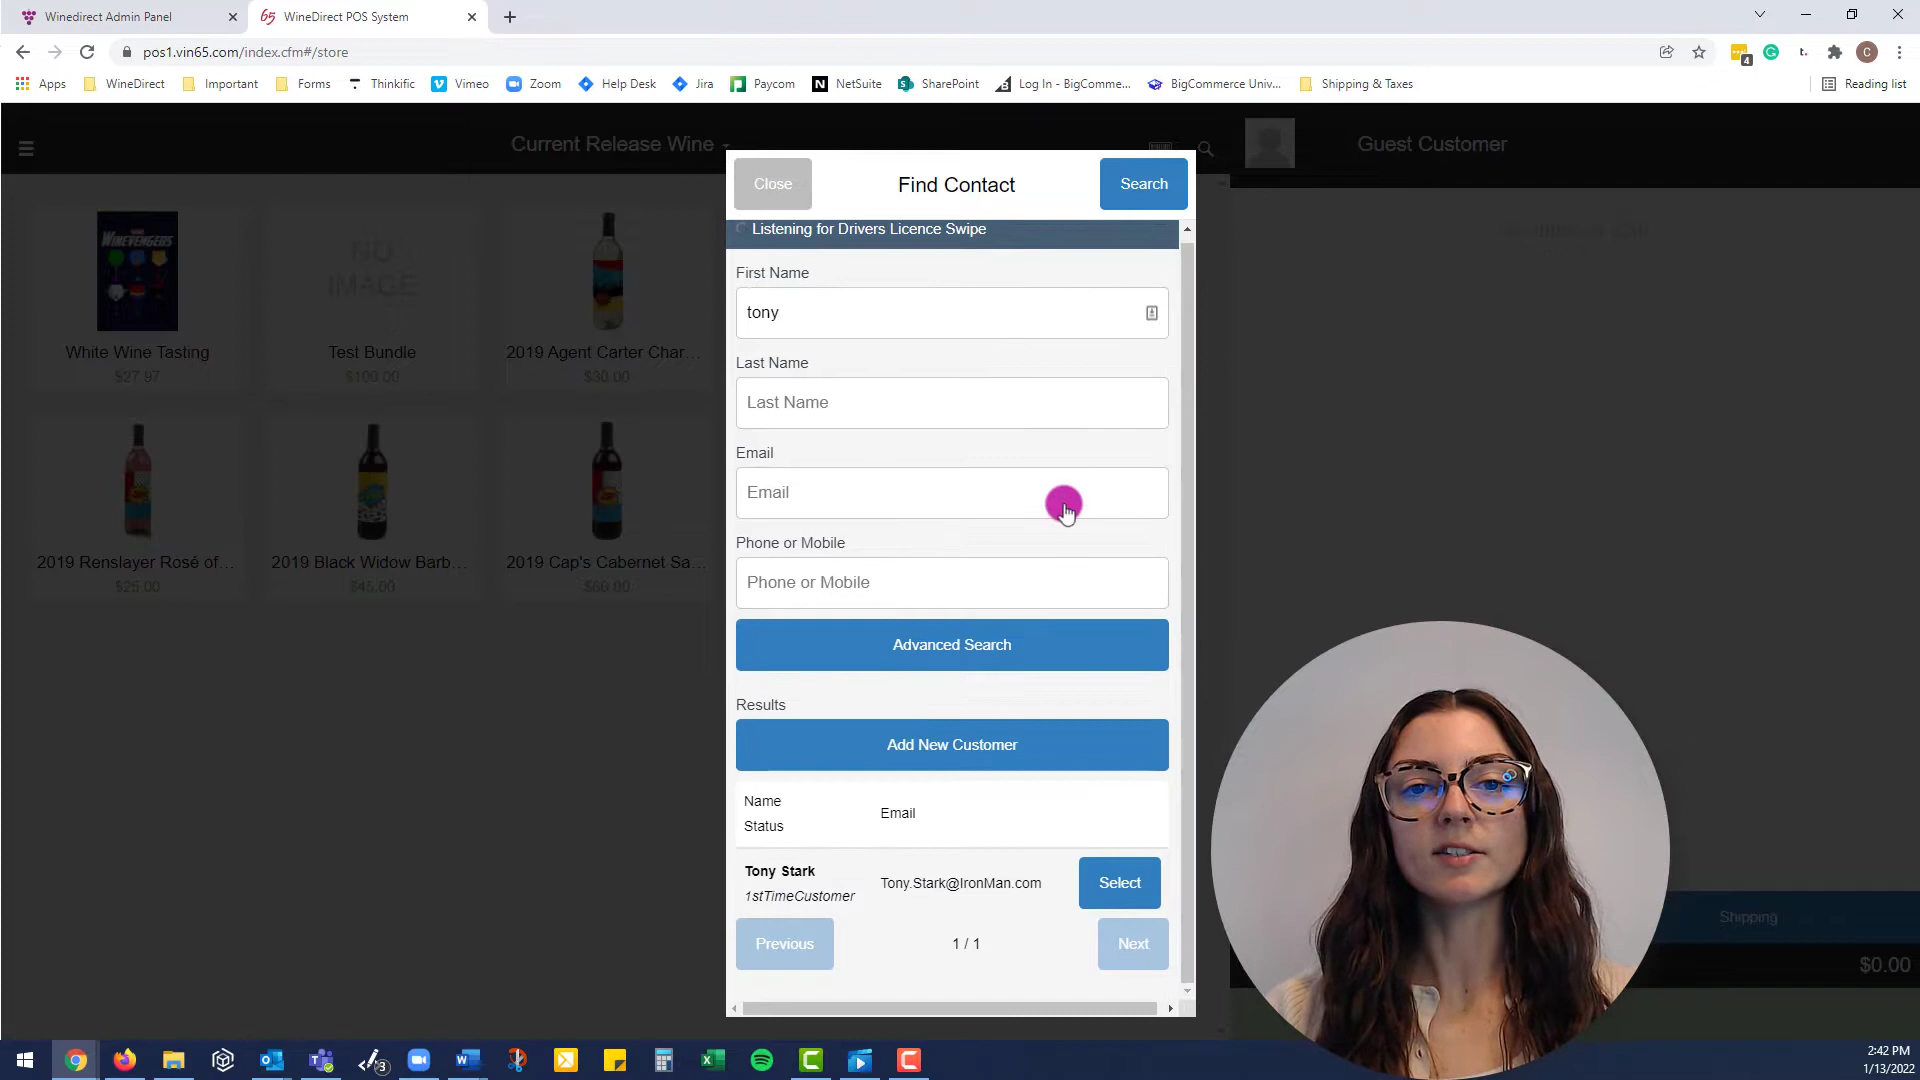 Winedirect Admin Panel
WineDirect POS System
pos1.vin65.com/index.cfm#/store
4
C
Apps
WineDirect
Important
Forms
Thinkific
Vimeo
Zoom
Help Desk
Jira
Paycom
NetSuite
SharePoint
Log In - BigComme...
BigCommerce Univ...
Shipping & Taxes
Reading list
Current Release Wine
Guest Customer
WINEVENGERS
White Wine Tasting
$27.97
NO
IMAGE
Test Bundle
$100.00
2019 Agent Carter Char...
$30.00
2019 Renslayer Rosé of...
$25.00
2019 Black Widow Barb...
$45.00
2019 Cap's Cabernet Sa...
$60.00
Close
Find Contact
Search
Listening for Drivers Licence Swipe
First Name
tony
Last Name
Last Name
Email
Email
Phone or Mobile
Phone or Mobile
Advanced Search
Results
Add New Customer
Name
Status
Email
Tony Stark
1stTimeCustomer
Tony.Stark@IronMan.com
Select
Previous
1 / 1
Next
Shipping
$0.00
3
2:42 PM
1/13/2022